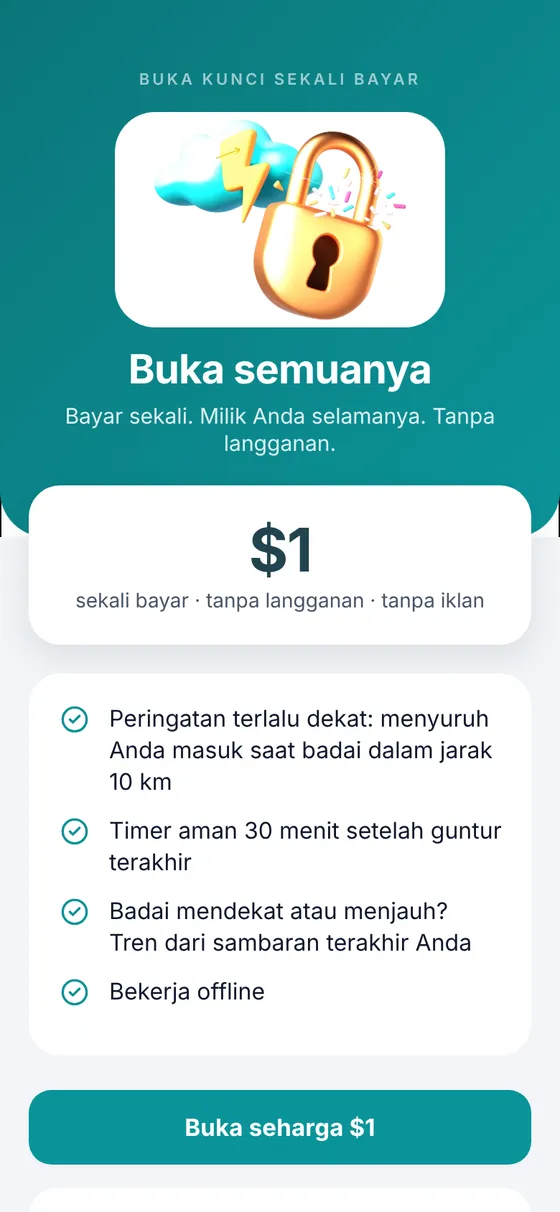 BUKA KUNCI SEKALI BAYAR
Buka semuanya
Bayar sekali. Milik Anda selamanya. Tanpa
langganan.
$1
sekali bayar · tanpa langganan · tanpa iklan
Peringatan terlalu dekat: menyuruh
Anda masuk saat badai dalam jarak
10 km
Timer aman 30 menit setelah guntur
terakhir
Badai mendekat atau menjauh?
Tren dari sambaran terakhir Anda
Bekerja offline
Buka seharga $1